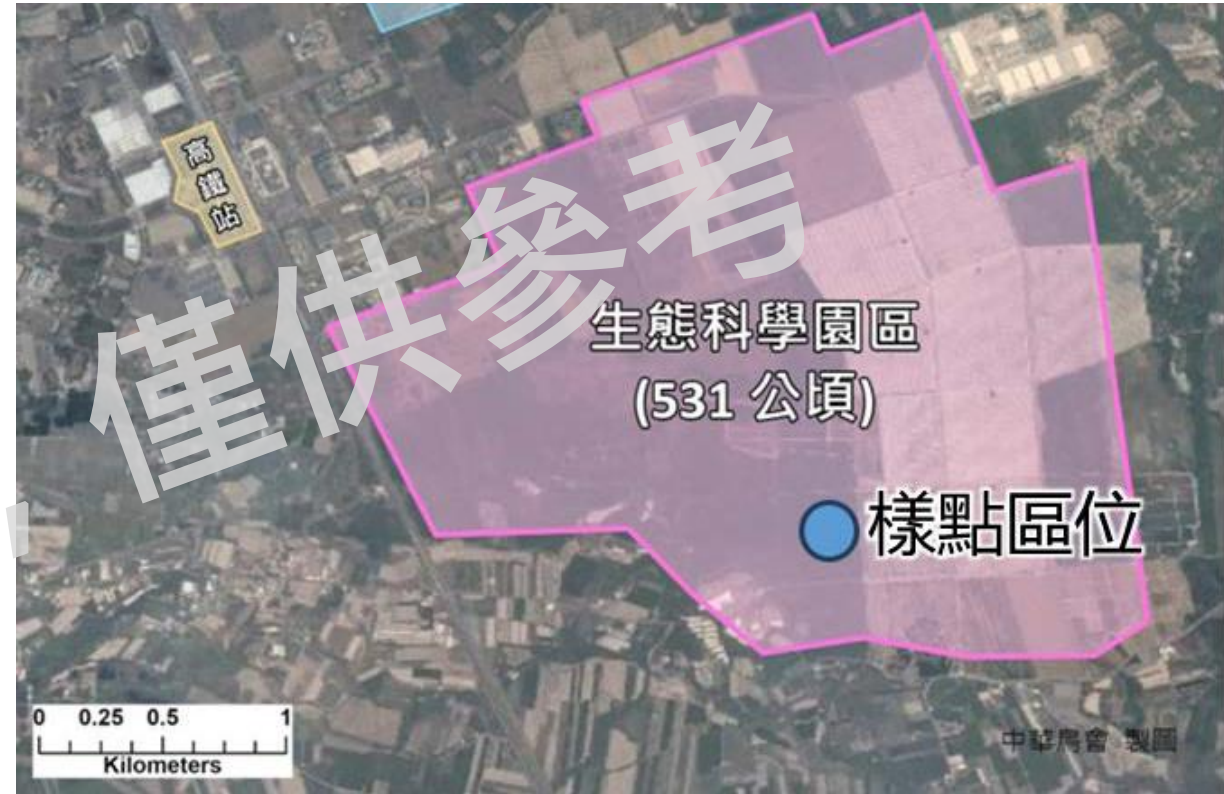 高鐵站
僅供參考
生態科學園區
(531 公頃)
樣點區位
0 0.25 0.5 1
Kilometers
中華鳥會 製圖